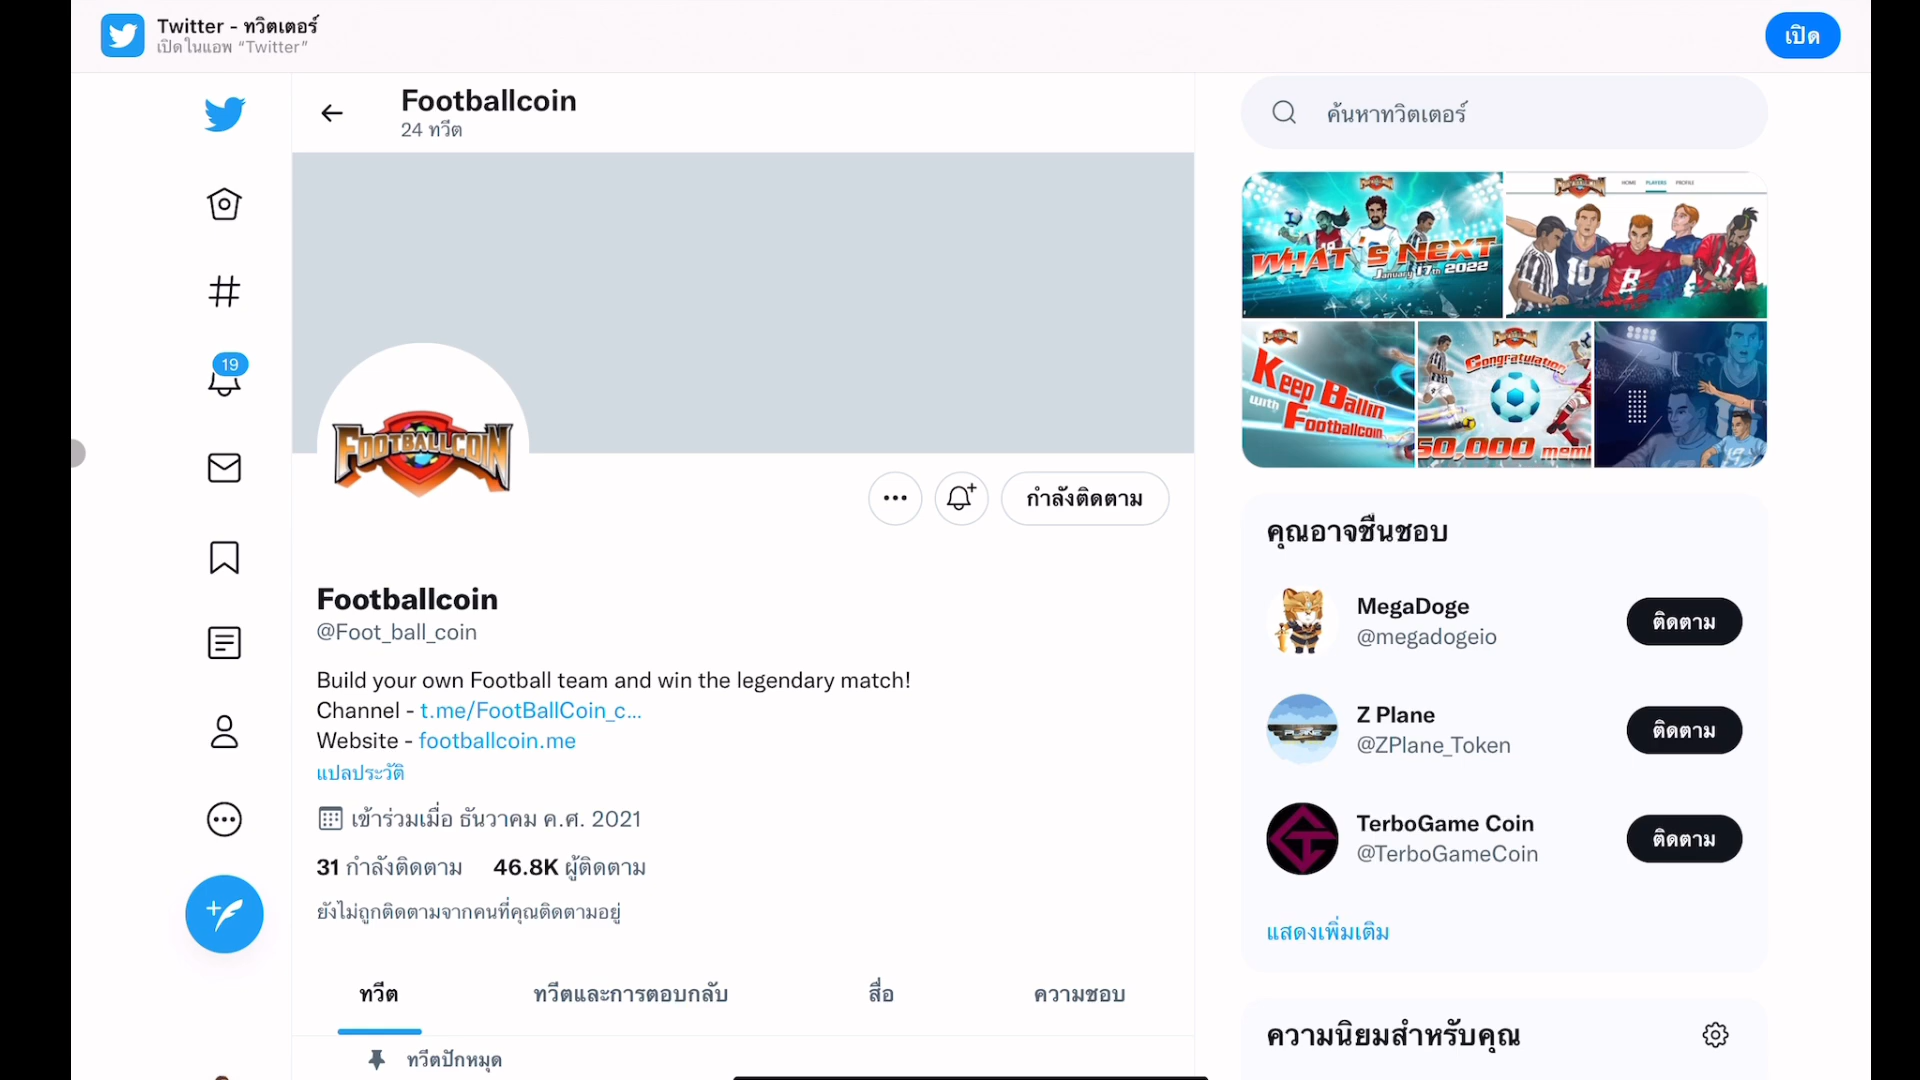 Twitter - ทวิตเตอร์
เปิดในแอพ “Twitter”
เปิด
Footballcoin
24 ทวีต
ค้นหาทวิตเตอร์
19
FOOTBALLCOIN
WHAT'S NEXT
January 17th 2022
FOOTBALLCOIN
HOME PLAYERS PROFILE
10
8
Keep Ballin
with Footballcoin
Congratulation
50,000 mem
FOOTBALLCOIN
กำลังติดตาม
Footballcoin
@Foot_ball_coin
Build your own Football team and win the legendary match!
Channel - t.me/FootBallCoin_c...
Website - footballcoin.me
แปลประวัติ
เข้าร่วมเมื่อ ธันวาคม ค.ศ. 2021
31 กำลังติดตาม 46.8K ผู้ติดตาม
ยังไม่ถูกติดตามจากคนที่คุณติดตามอยู่
ทวีต ทวีตและการตอบกลับ สื่อ ความชอบ
ทวีตปักหมุด
คุณอาจชื่นชอบ
MegaDoge
@megadogeio
ติดตาม
Z Plane
@ZPlane_Token
ติดตาม
TerboGame Coin
@TerboGameCoin
ติดตาม
แสดงเพิ่มเติม
ความนิยมสำหรับคุณ